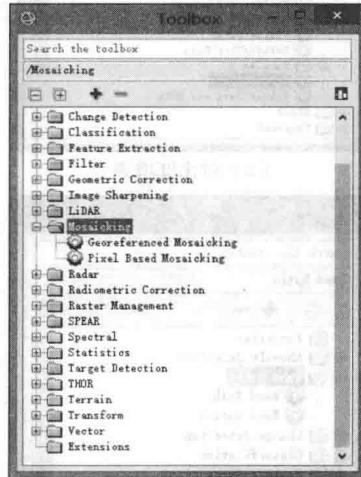 Toolbox
Search the toolbox
/Mosaicking
Change Detection
Classification
Feature Extraction
Filter
Geometric Correction
Image Sharpening
LiDAR
Mosaicking
Georeferenced Mosaicking
Pixel Based Mosaicking
Radar
Radiometric Correction
Raster Management
SPEAR
Spectral
Statistics
Target Detection
THOR
Terrain
Transform
Vector
Extensions